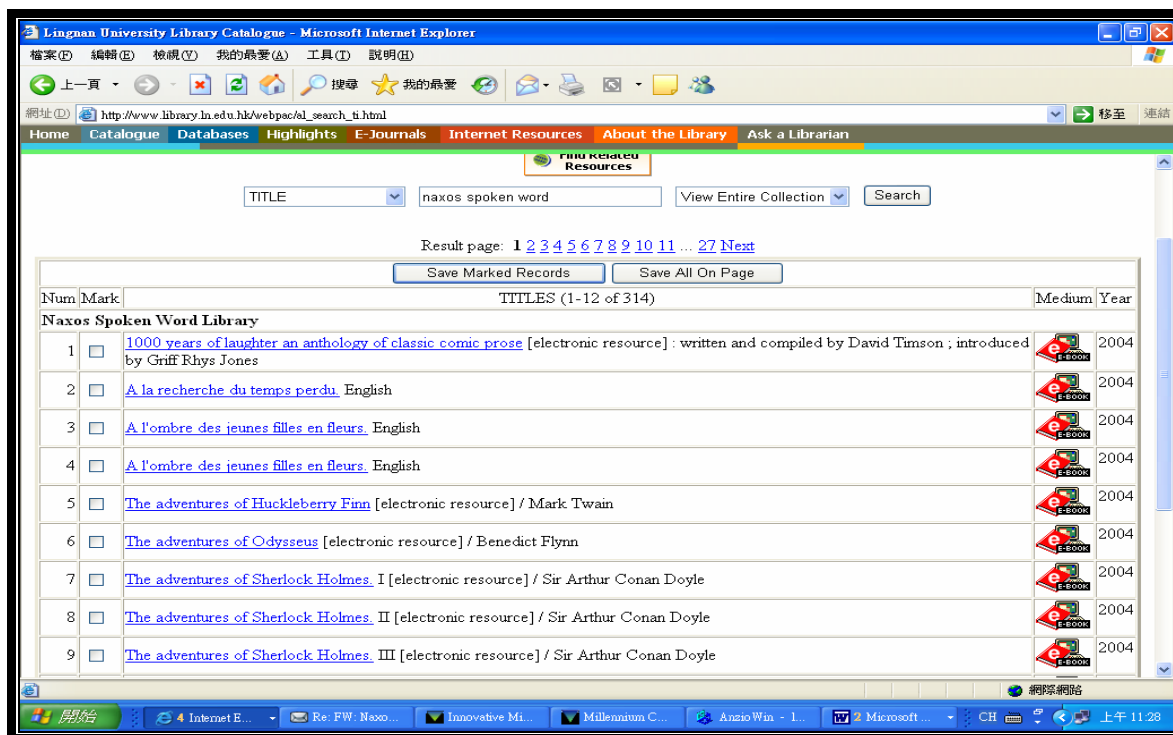 Lingnan University Library Catalogue - Microsoft Internet Explorer
檔案(F) 編輯(E) 檢視(V) 我的最愛(A) 工具(T) 說明(H)
上一頁 搜尋 我的最愛
網址(D) http://www.library.ln.edu.hk/webpac/al_search_ti.html 移至 連結
Home Catalogue Databases Highlights E-Journals Internet Resources About the Library Ask a Librarian
Find Related
Resources
TITLE naxos spoken word View Entire Collection Search
Result page: 1 2 3 4 5 6 7 8 9 10 11 ... 27 Next
Save Marked Records Save All On Page
Num Mark TITLES (1-12 of 314) Medium Year
Naxos Spoken Word Library
1 1000 years of laughter an anthology of classic comic prose [electronic resource] : written and compiled by David Timson ; introduced E-BOOK 2004
by Griff Rhys Jones
2 A la recherche du temps perdu. English E-BOOK 2004
3 A l'ombre des jeunes filles en fleurs. English E-BOOK 2004
4 A l'ombre des jeunes filles en fleurs. English E-BOOK 2004
5 The adventures of Huckleberry Finn [electronic resource] / Mark Twain E-BOOK 2004
6 The adventures of Odysseus [electronic resource] / Benedict Flynn E-BOOK 2004
7 The adventures of Sherlock Holmes. I [electronic resource] / Sir Arthur Conan Doyle E-BOOK 2004
8 The adventures of Sherlock Holmes. II [electronic resource] / Sir Arthur Conan Doyle E-BOOK 2004
9 The adventures of Sherlock Holmes. III [electronic resource] / Sir Arthur Conan Doyle E-BOOK 2004
網際網路
開始 4 Internet E... Re: FW: Naxo... Innovative Mi... Millennium C... AnzioWin - 1... 2 Microsoft ... CH 上午 11:28